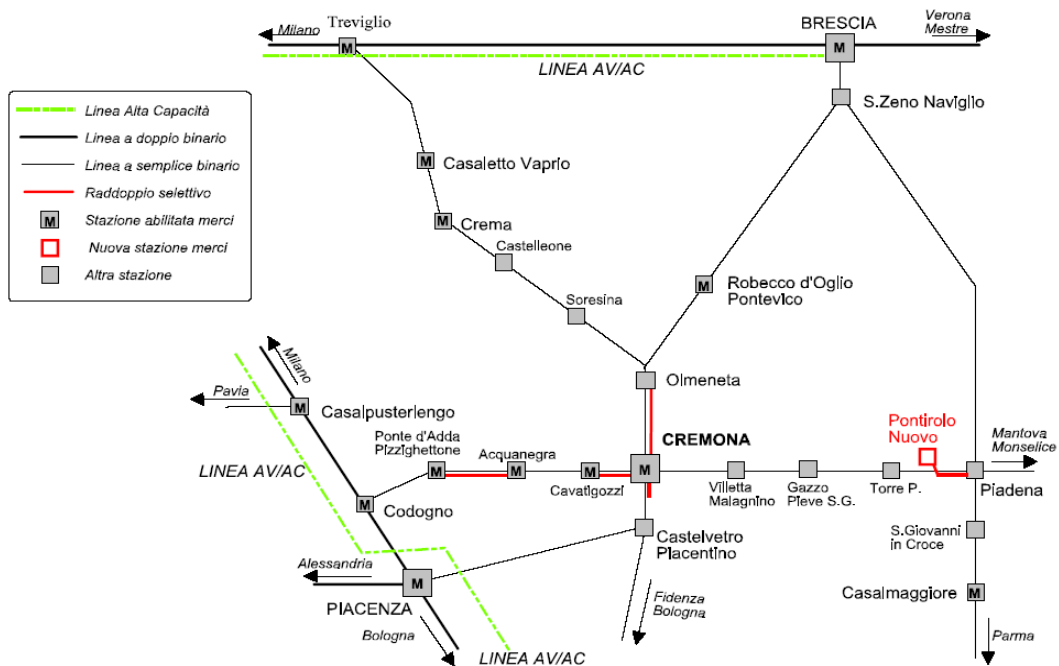 Milano
Treviglio
M
BRESCIA
M
Verona
Mestre
LINEA AV/AC
S.Zeno Naviglio
Linea Alta Capacità
Linea a doppio binario
Linea a semplice binario
Raddoppio selettivo
M
Stazione abilitata merci
Nuova stazione merci
Altra stazione
M
Casaletto Vaprio
M
Crema
Castelleone
Soresina
M
Robecco d'Oglio
Pontevico
Milano
Pavia
M
Casalpusterlengo
LINEA AV/AC
Olmeneta
CREMONA
M
Ponte d'Adda
Pizzighettone
M
Acquanegra
M
Cavatigozzi
M
Villetta
Malagnino
Gazzo
Pieve S.G.
Torre P.
Pontirolo
Nuovo
Mantova
Monselice
Piadena
M
Codogno
Castelvetro
Piacentino
S.Giovanni
in Croce
Alessandria
M
PIACENZA
Bologna
LINEA AV/AC
Fidenza
Bologna
Casalmaggiore
M
Parma